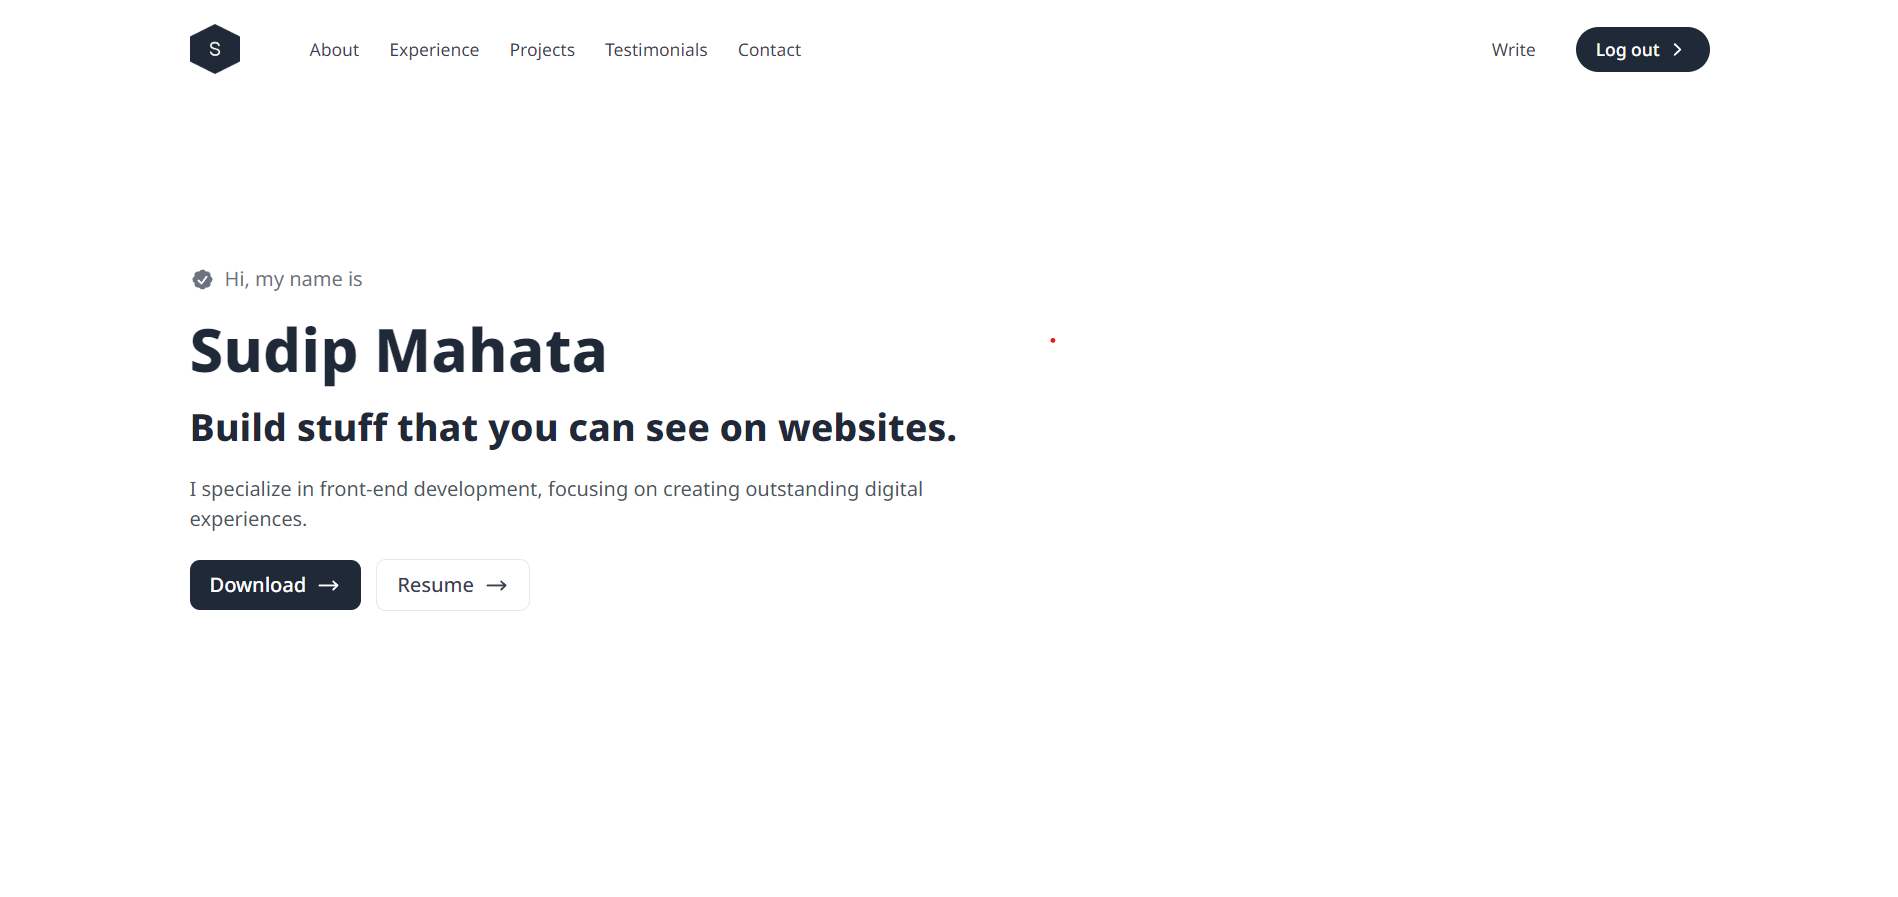 S
About Experience Projects Testimonials Contact Write Log out
Hi, my name is
Sudip Mahata
Build stuff that you can see on websites.
I specialize in front-end development, focusing on creating outstanding digital
experiences.
Download Resume